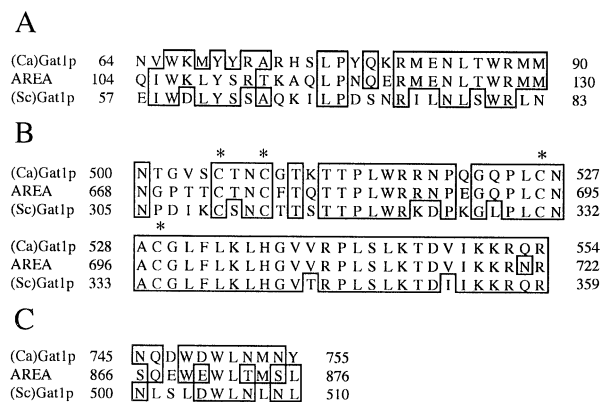 A
(Ca)Gat1p 64 N V W K M Y Y R A R H S L P Y Q K R M E N L T W R M M 90
AREA 104 Q I W K L Y S R T K A Q L P N Q E R M E N L T W R M M 130
(Sc)Gat1p 57 E I W D L Y S S A Q K I L P D S N R I L N L S W R L N 83
B
* * *
(Ca)Gat1p 500 N T G V S C T N C G T K T T P L W R R N P Q G Q P L C N 527
AREA 668 N G P T T C T N C F T Q T T P L W R R N P E G Q P L C N 695
(Sc)Gat1p 305 N P D I K C S N C T T S T T P L W R K D P K G L P L C N 332
*
(Ca)Gat1p 528 A C G L F L K L H G V V R P L S L K T D V I K K R Q R 554
AREA 696 A C G L F L K L H G V V R P L S L K T D V I K K R N R 722
(Sc)Gat1p 333 A C G L F L K L H G V T R P L S L K T D I I K K R Q R 359
C
(Ca)Gat1p 745 N Q D W D W L N M N Y 755
AREA 866 S Q E W E W L T M S L 876
(Sc)Gat1p 500 N L S L D W L N L N L 510